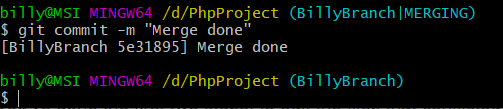 billy@MSI MINGW64 /d/PhpProject (BillyBranch|MERGING)
$ git commit -m "Merge done"
[BillyBranch 5e31895] Merge done
billy@MSI MINGW64 /d/PhpProject (BillyBranch)
$